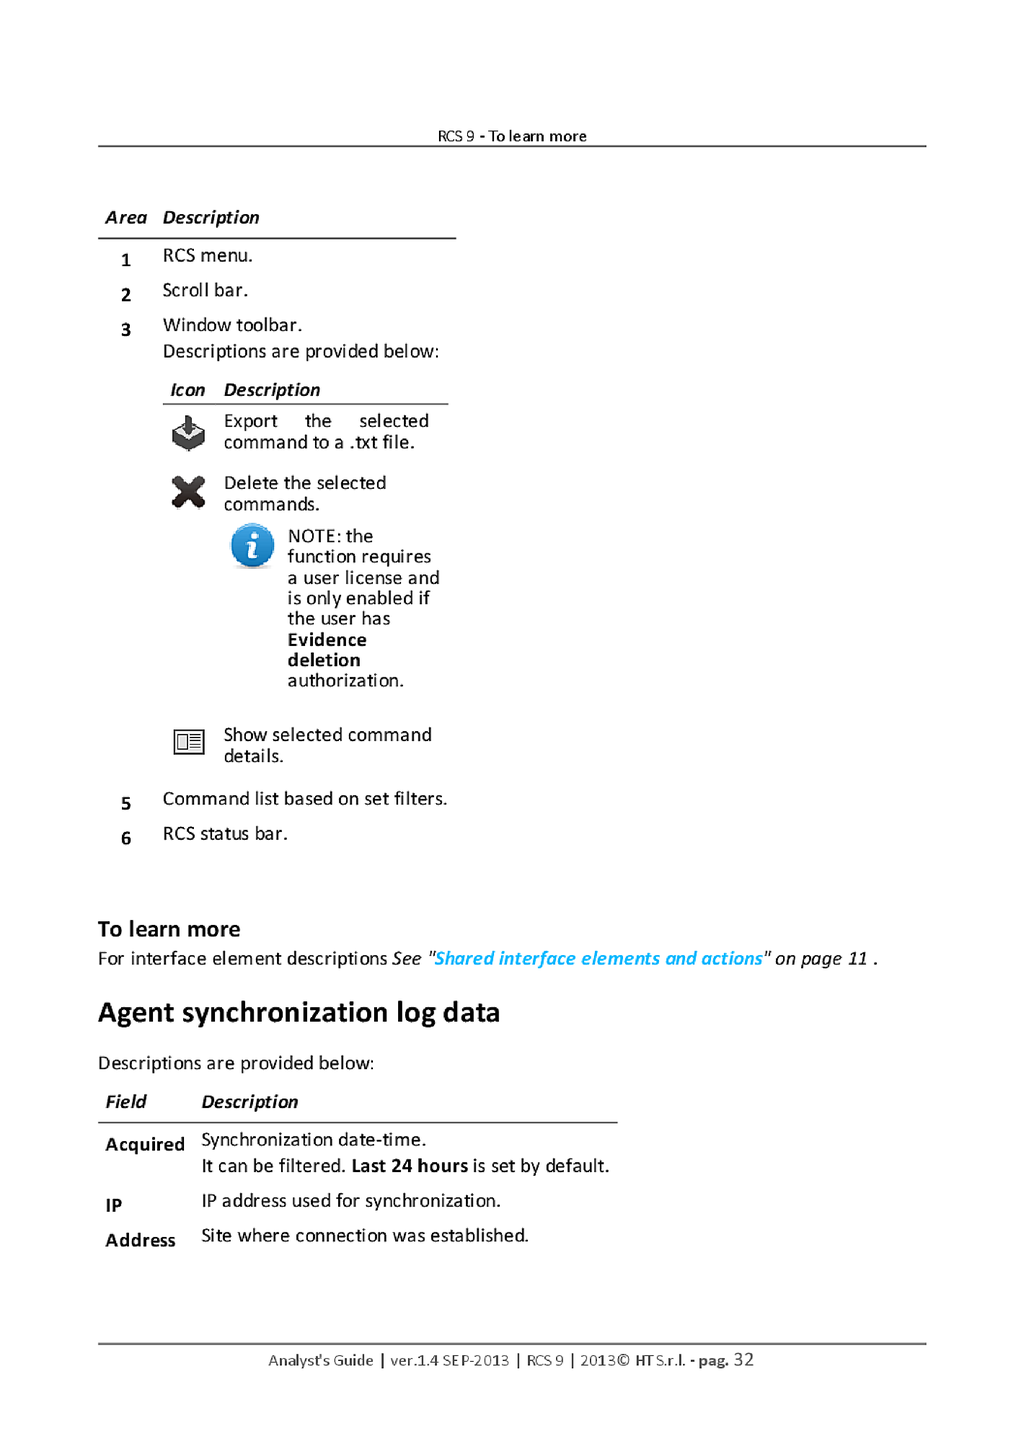 RCS 9 - To learn more
Area Description
1 RCS menu.
2 Scroll bar.
3 Window toolbar.
Descriptions are provided below:
Icon Description
Export the selected
command to a .txt file.
Delete the selected
commands.
NOTE: the
function requires
a user license and
is only enabled if
the user has
Evidence
deletion
authorization.
Show selected command
details.
5 Command list based on set filters.
6 RCS status bar.
To learn more
For interface element descriptions See "Shared interface elements and actions" on page 11 .
Agent synchronization log data
Descriptions are provided below:
Field Description
Acquired Synchronization date-time.
It can be filtered. Last 24 hours is set by default.
IP IP address used for synchronization.
Address Site where connection was established.
Analyst's Guide | ver.1.4 SEP-2013 | RCS 9 | 2013© HT S.r.l. - pag. 32